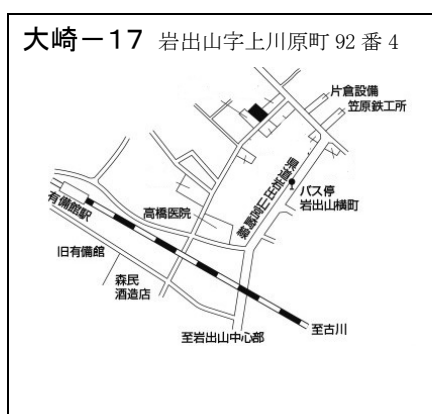 大崎－17 岩出山字上川原町 92 番 4
片倉設備
笠原鉄工所
県道岩出山宮崎線
バス停
岩出山横町
高橋医院
有備館駅
旧有備館
森民
酒造店
至岩出山中心部
至古川